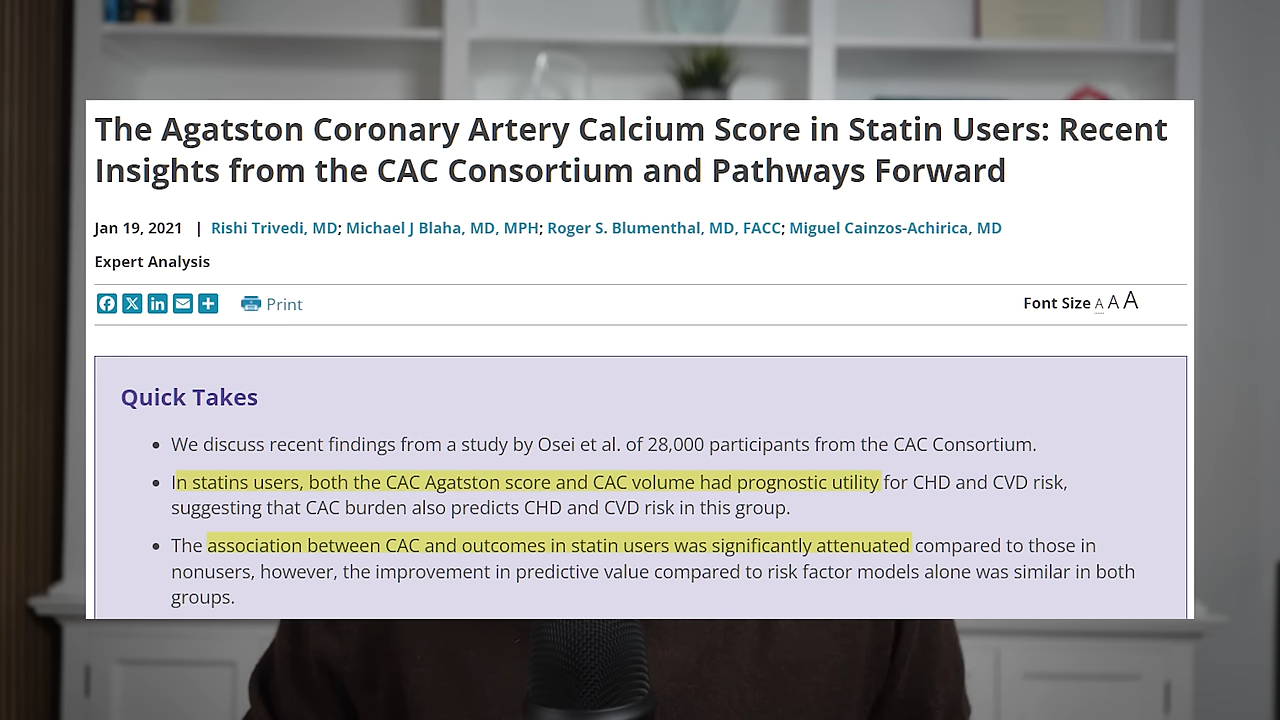 The Agatston Coronary Artery Calcium Score in Statin Users: Recent
Insights from the CAC Consortium and Pathways Forward
Jan 19, 2021 | Rishi Trivedi, MD; Michael J Blaha, MD, MPH; Roger S. Blumenthal, MD, FACC; Miguel Cainzos-Achirica, MD
Expert Analysis
Print
Font Size A A A
Quick Takes
• We discuss recent findings from a study by Osei et al. of 28,000 participants from the CAC Consortium.
• In statins users, both the CAC Agatston score and CAC volume had prognostic utility for CHD and CVD risk,
suggesting that CAC burden also predicts CHD and CVD risk in this group.
• The association between CAC and outcomes in statin users was significantly attenuated compared to those in
nonusers, however, the improvement in predictive value compared to risk factor models alone was similar in both
groups.